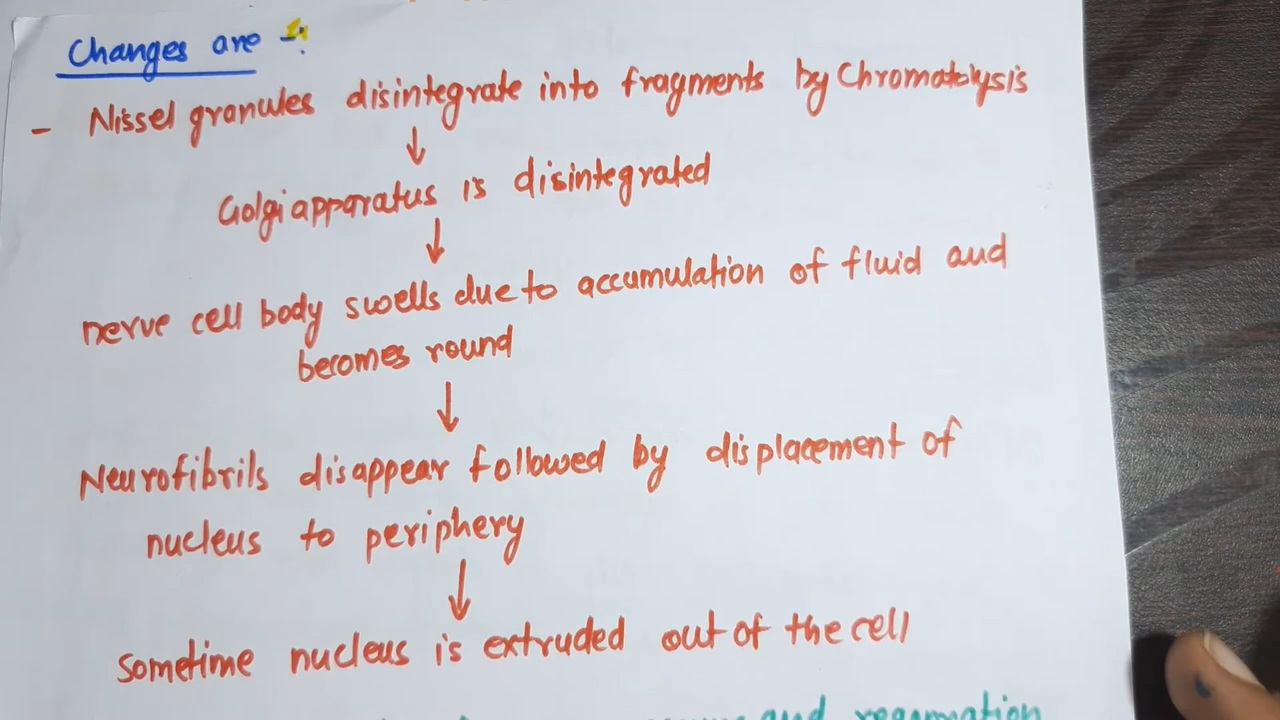 Changes are :
- Nissel granules disintegrate into fragments by Chromatolysis
↓
Golgi apparatus is disintegrated
↓
nerve cell body swells due to accumulation of fluid and
becomes round
↓
Neurofibrils disappear followed by displacement of
nucleus to periphery
↓
Sometime nucleus is extruded out of the cell
and